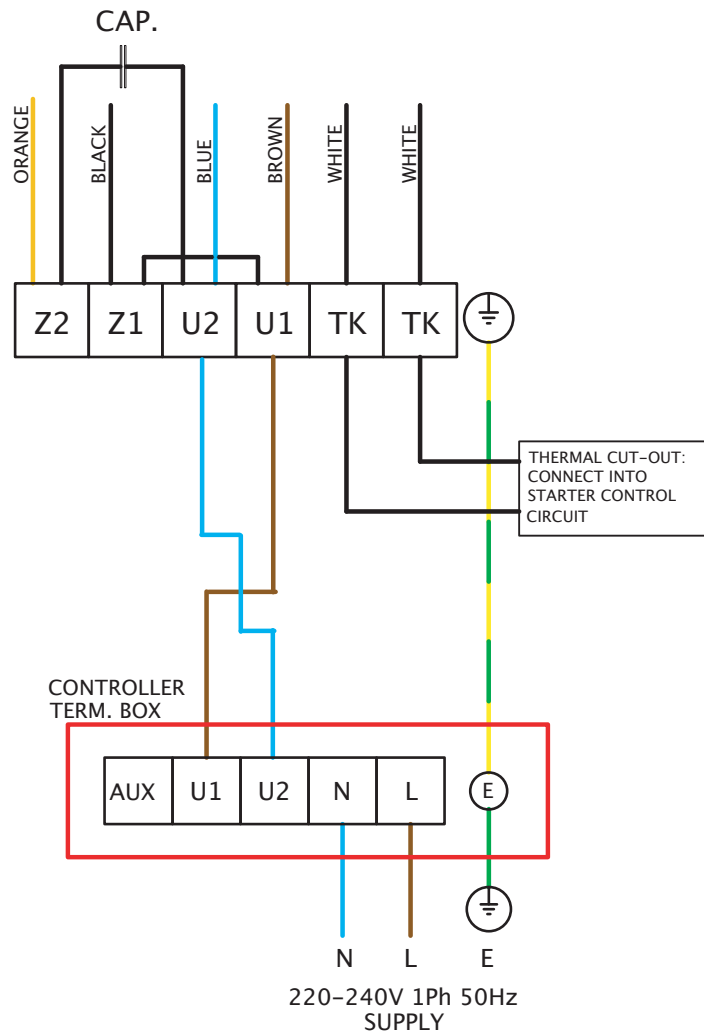 CAP.
ORANGE
BLACK
BLUE
BROWN
WHITE
WHITE
Z2 Z1 U2 U1 TK TK
THERMAL CUT-OUT:
CONNECT INTO
STARTER CONTROL
CIRCUIT
CONTROLLER
TERM. BOX
AUX U1 U2 N L E
N L E
220-240V 1Ph 50Hz
SUPPLY